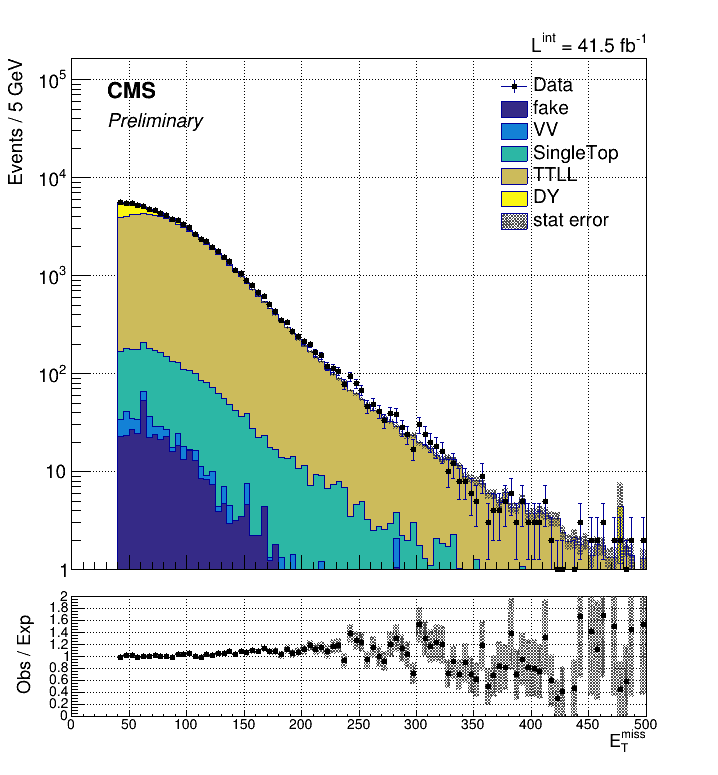 L^int = 41.5 fb^-1
Events / 5 GeV
10^5
10^4
10^3
10^2
10
1
CMS
Preliminary
Data
fake
VV
SingleTop
TTLL
DY
stat error
Obs / Exp
2
1.8
1.6
1.4
1.2
1
0.8
0.6
0.4
0.2
0
0 50 100 150 200 250 300 350 400 450 500
E_T^miss